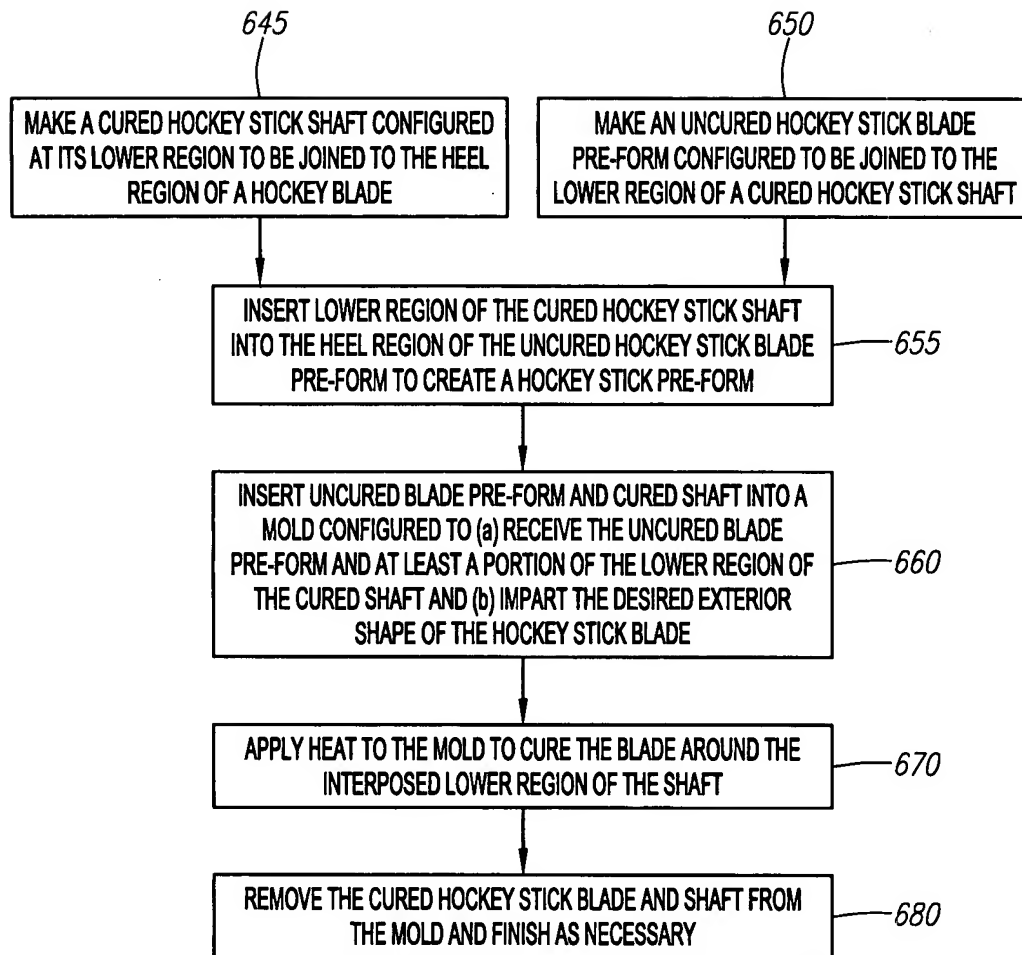 645
650
MAKE A CURED HOCKEY STICK SHAFT CONFIGURED
AT ITS LOWER REGION TO BE JOINED TO THE HEEL
REGION OF A HOCKEY BLADE
MAKE AN UNCURED HOCKEY STICK BLADE
PRE-FORM CONFIGURED TO BE JOINED TO THE
LOWER REGION OF A CURED HOCKEY STICK SHAFT
INSERT LOWER REGION OF THE CURED HOCKEY STICK SHAFT
INTO THE HEEL REGION OF THE UNCURED HOCKEY STICK BLADE
PRE-FORM TO CREATE A HOCKEY STICK PRE-FORM
655
INSERT UNCURED BLADE PRE-FORM AND CURED SHAFT INTO A
MOLD CONFIGURED TO (a) RECEIVE THE UNCURED BLADE
PRE-FORM AND AT LEAST A PORTION OF THE LOWER REGION OF
THE CURED SHAFT AND (b) IMPART THE DESIRED EXTERIOR
SHAPE OF THE HOCKEY STICK BLADE
660
APPLY HEAT TO THE MOLD TO CURE THE BLADE AROUND THE
INTERPOSED LOWER REGION OF THE SHAFT
670
REMOVE THE CURED HOCKEY STICK BLADE AND SHAFT FROM
THE MOLD AND FINISH AS NECESSARY
680